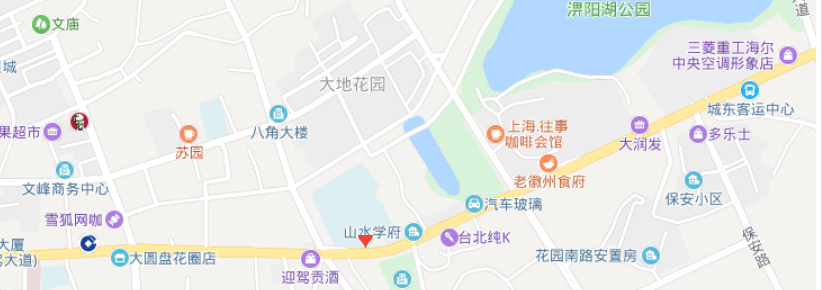 文庙
淠阳湖公园
道
三菱重工海尔
中央空调形象店
城
大地花园
城东客运中心
果超市
八角大楼
上海.往事
咖啡会馆
苏园
大润发
多乐士
老徽州食府
文峰商务中心
保安小区
汽车玻璃
雪狐网咖
山水学府
台北纯K
保安路
大厦
大道)
大圆盘花圈店
迎驾贡酒
花园南路安置房